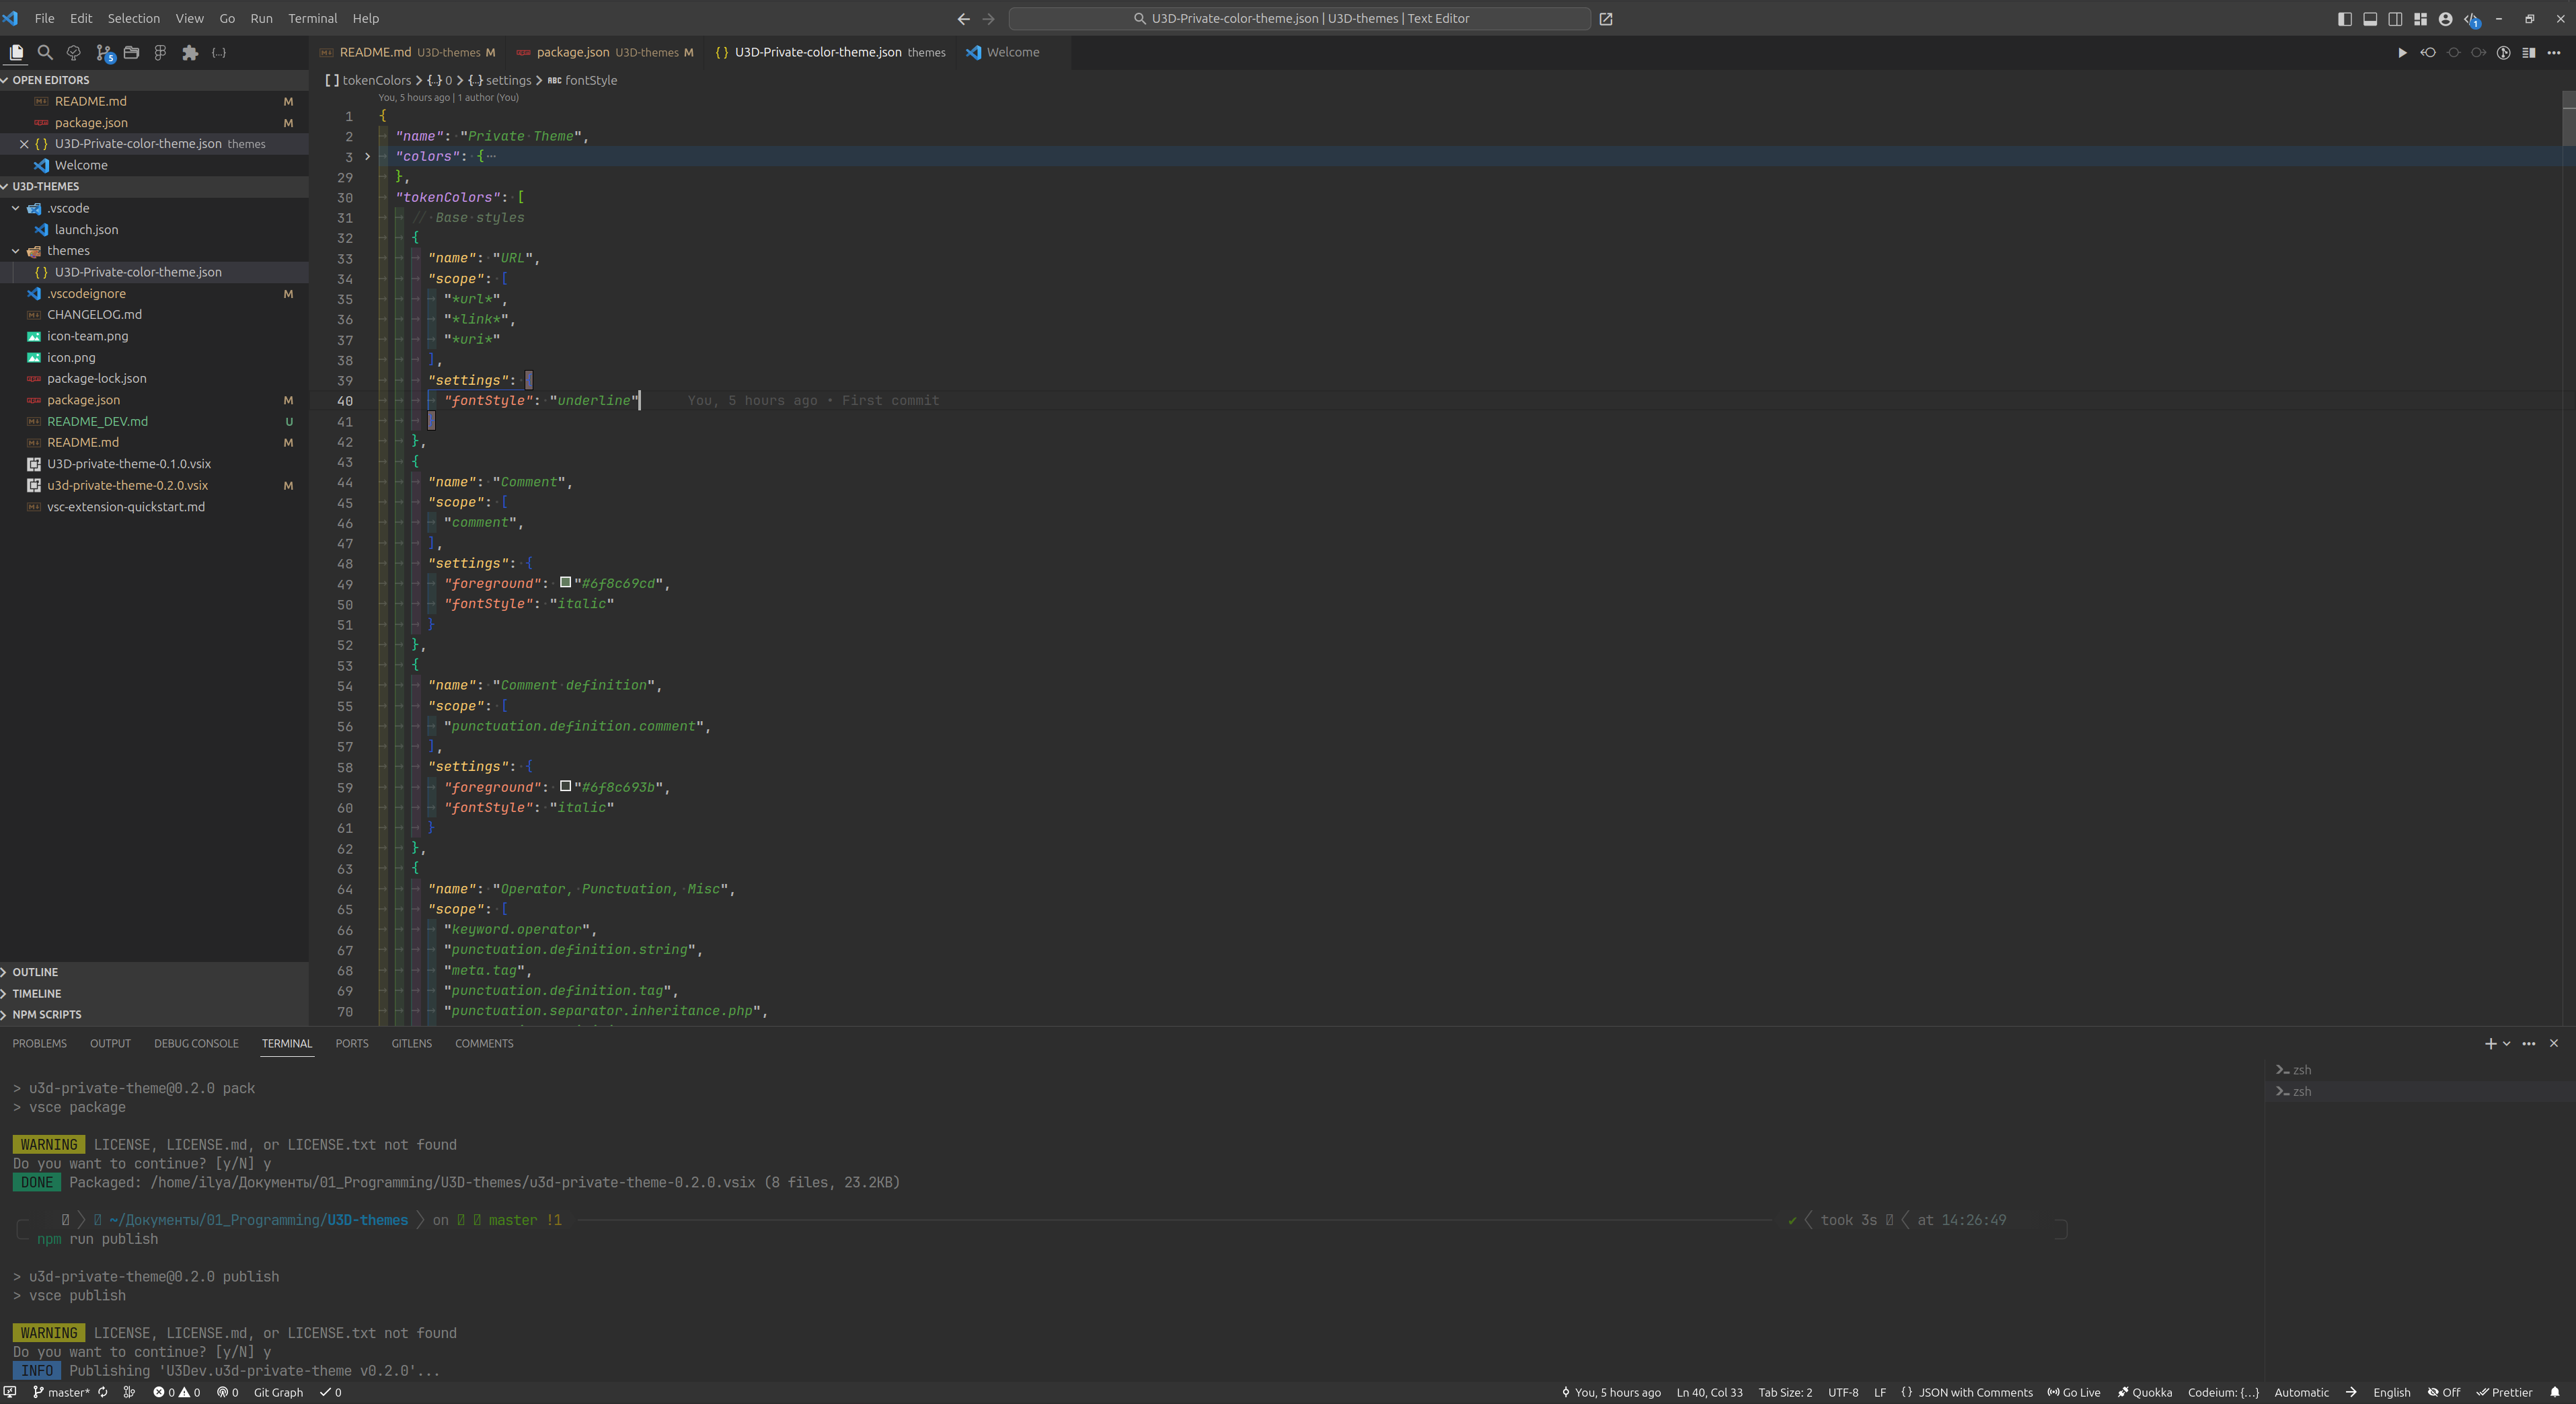 File Edit Selection View Go Run Terminal Help
U3D-Private-color-theme.json | U3D-themes | Text Editor
1
5
{...}
README.md U3D-themes M
package.json U3D-themes M
{} U3D-Private-color-theme.json themes
Welcome
OPEN EDITORS
README.md M
package.json M
{} U3D-Private-color-theme.json themes
Welcome
U3D-THEMES
.vscode
launch.json
themes
{} U3D-Private-color-theme.json
.vscodeignore M
CHANGELOG.md
icon-team.png
icon.png
package-lock.json
package.json M
README_DEV.md U
README.md M
U3D-private-theme-0.1.0.vsix
u3d-private-theme-0.2.0.vsix M
vsc-extension-quickstart.md
OUTLINE
TIMELINE
NPM SCRIPTS
[ ] tokenColors > {..} 0 > {..} settings > ABC fontStyle
You, 5 hours ago | 1 author (You)
1 {
2 "name": "Private Theme",
3 "colors": {…
29 },
30 "tokenColors": [
31 // Base styles
32 {
33 "name": "URL",
34 "scope": [
35 "*url*",
36 "*link*",
37 "*uri*"
38 ],
39 "settings": {
40 "fontStyle": "underline" You, 5 hours ago • First commit
41 }
42 },
43 {
44 "name": "Comment",
45 "scope": [
46 "comment",
47 ],
48 "settings": {
49 "foreground": "#6f8c69cd",
50 "fontStyle": "italic"
51 }
52 },
53 {
54 "name": "Comment definition",
55 "scope": [
56 "punctuation.definition.comment",
57 ],
58 "settings": {
59 "foreground": "#6f8c693b",
60 "fontStyle": "italic"
61 }
62 },
63 {
64 "name": "Operator, Punctuation, Misc",
65 "scope": [
66 "keyword.operator",
67 "punctuation.definition.string",
68 "meta.tag",
69 "punctuation.definition.tag",
70 "punctuation.separator.inheritance.php",
PROBLEMS OUTPUT DEBUG CONSOLE TERMINAL PORTS GITLENS COMMENTS
> u3d-private-theme@0.2.0 pack
> vsce package
WARNING LICENSE, LICENSE.md, or LICENSE.txt not found
Do you want to continue? [y/N] y
DONE Packaged: /home/ilya/Документы/01_Programming/U3D-themes/u3d-private-theme-0.2.0.vsix (8 files, 23.2KB)
~/Документы/01_Programming/U3D-themes on master !1 ✔ took 3s at 14:26:49
npm run publish
> u3d-private-theme@0.2.0 publish
> vsce publish
WARNING LICENSE, LICENSE.md, or LICENSE.txt not found
Do you want to continue? [y/N] y
INFO Publishing 'U3Dev.u3d-private-theme v0.2.0'...
zsh
zsh
master* 0 0 0 Git Graph 0 You, 5 hours ago Ln 40, Col 33 Tab Size: 2 UTF-8 LF {} JSON with Comments Go Live Quokka Codeium: {...} Automatic English Off Prettier